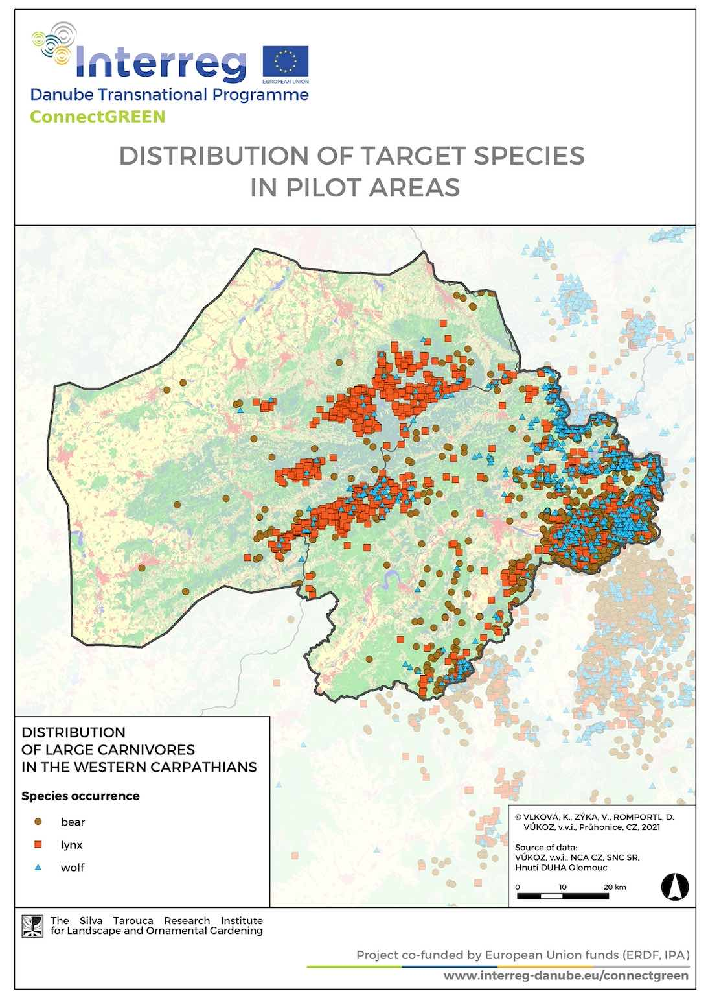 Interreg
EUROPEAN UNION
Danube Transnational Programme
ConnectGREEN
DISTRIBUTION OF TARGET SPECIES
IN PILOT AREAS
DISTRIBUTION
OF LARGE CARNIVORES
IN THE WESTERN CARPATHIANS
Species occurrence
bear
lynx
wolf
© VLKOVÁ, K., ZÝKA, V., ROMPORTL, D.
VÚKOZ, v.v.i., Průhonice, CZ, 2021
Source of data:
VÚKOZ, v.v.i., NCA CZ, SNC SR,
Hnutí DUHA Olomouc
0 10 20 km
The Silva Tarouca Research Institute
for Landscape and Ornamental Gardening
Project co-funded by European Union funds (ERDF, IPA)
www.interreg-danube.eu/connectgreen